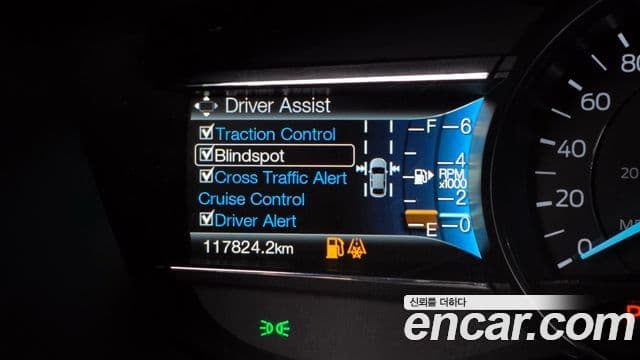 Driver Assist
Traction Control
Blindspot
Cross Traffic Alert
Cruise Control
Driver Alert
117824.2km
F
E
6
4
RPM
x1000
2
0
80
60
40
20
0
20
신뢰를 더하다
encar.com